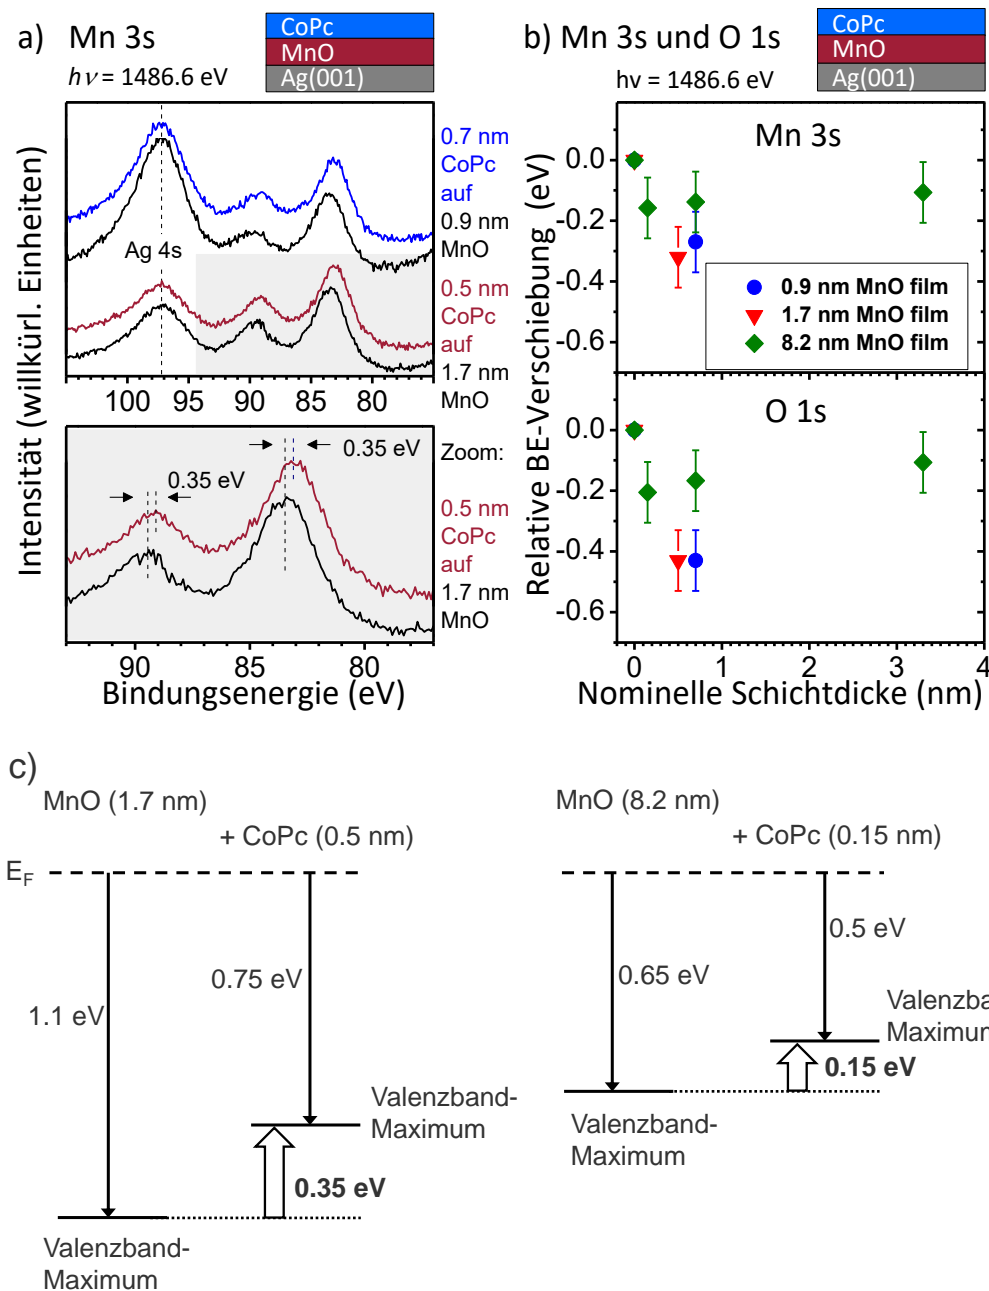 a) Mn 3s
hν = 1486.6 eV
CoPc
MnO
Ag(001)
Intensität (willkürl. Einheiten)
Ag 4s
0.7 nm
CoPc
auf
0.9 nm
MnO
0.5 nm
CoPc
auf
1.7 nm
MnO
100 95 90 85 80
Zoom:
0.35 eV
0.35 eV
0.5 nm
CoPc
auf
1.7 nm
MnO
90 85 80
Bindungsenergie (eV)
b) Mn 3s und O 1s
hv = 1486.6 eV
CoPc
MnO
Ag(001)
Relative BE-Verschiebung (eV)
Mn 3s
0.0
-0.2
-0.4
-0.6
0.9 nm MnO film
1.7 nm MnO film
8.2 nm MnO film
O 1s
0.0
-0.2
-0.4
-0.6
0 1 2 3 4
Nominelle Schichtdicke (nm)
c)
MnO (1.7 nm)
+ CoPc (0.5 nm)
EF
1.1 eV
0.75 eV
Valenzband-
Maximum
0.35 eV
Valenzband-
Maximum
MnO (8.2 nm)
+ CoPc (0.15 nm)
0.65 eV
0.5 eV
Valenzba
Maximum
0.15 eV
Valenzband-
Maximum